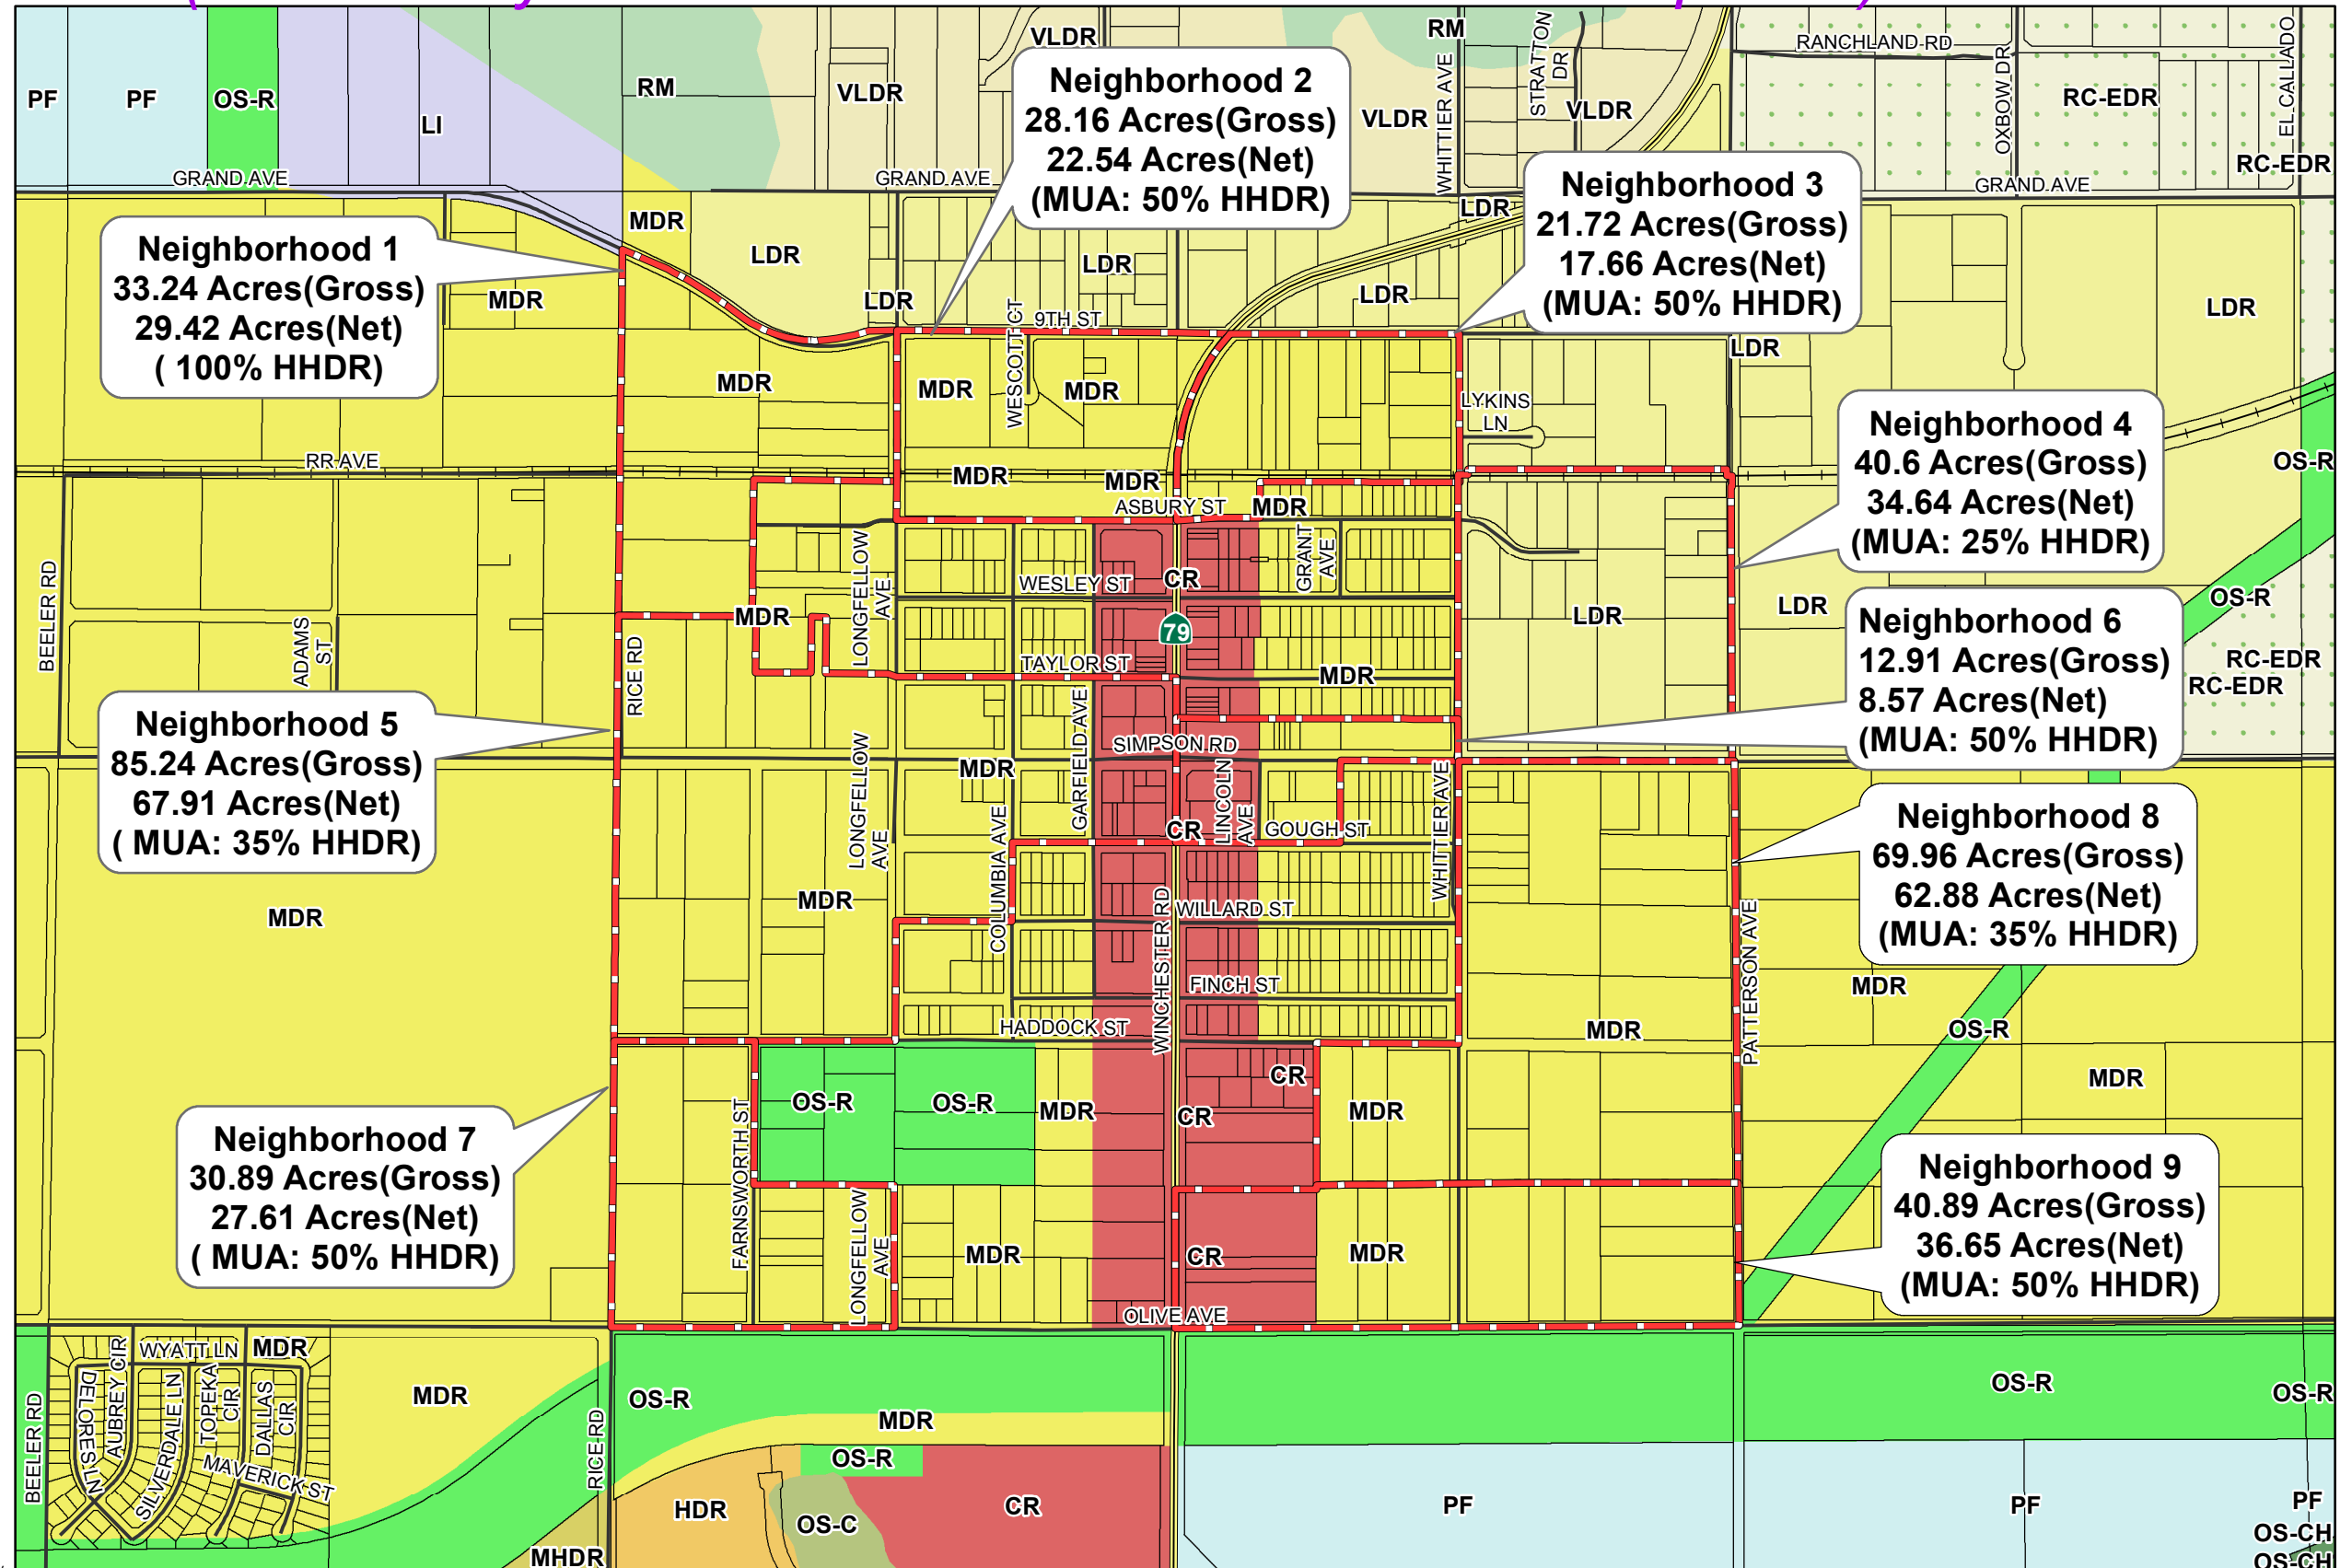 VLDR
RM
STRATTON DR
RANCHLAND RD
EL CALLADO
OXBOW DR
PF
PF
OS-R
LI
RM
VLDR
Neighborhood 2
28.16 Acres(Gross)
22.54 Acres(Net)
(MUA: 50% HHDR)
VLDR
WHITTIER AVE
VLDR
RC-EDR
RC-EDR
GRAND AVE
GRAND AVE
GRAND AVE
Neighborhood 3
21.72 Acres(Gross)
17.66 Acres(Net)
(MUA: 50% HHDR)
Neighborhood 1
33.24 Acres(Gross)
29.42 Acres(Net)
( 100% HHDR)
MDR
LDR
LDR
LDR
MDR
LDR
LDR
LDR
9TH ST
WESCOTT CT
LDR
MDR
MDR
MDR
LYKINS
LN
Neighborhood 4
40.6 Acres(Gross)
34.64 Acres(Net)
(MUA: 25% HHDR)
RR AVE
MDR
MDR
OS-R
ASBURY ST
MDR
LONGFELLOW
AVE
GRANT
AVE
BEELER RD
ADAMS
ST
WESLEY ST
CR
79
MDR
LDR
LDR
OS-R
Neighborhood 6
12.91 Acres(Gross)
8.57 Acres(Net)
(MUA: 50% HHDR)
RICE RD
TAYLOR ST
MDR
RC-EDR
RC-EDR
Neighborhood 5
85.24 Acres(Gross)
67.91 Acres(Net)
( MUA: 35% HHDR)
GARFIELD AVE
SIMPSON RD
MDR
LONGFELLOW
AVE
LINCOLN
AVE
CR
GOUGH ST
WHITTIER AVE
COLUMBIA AVE
Neighborhood 8
69.96 Acres(Gross)
62.88 Acres(Net)
(MUA: 35% HHDR)
MDR
MDR
WINCHESTER RD
WILLARD ST
FINCH ST
PATTERSON AVE
MDR
HADDOCK ST
MDR
OS-R
MDR
CR
Neighborhood 7
30.89 Acres(Gross)
27.61 Acres(Net)
( MUA: 50% HHDR)
FARNSWORTH ST
OS-R
OS-R
MDR
CR
MDR
Neighborhood 9
40.89 Acres(Gross)
36.65 Acres(Net)
(MUA: 50% HHDR)
LONGFELLOW
AVE
MDR
CR
MDR
OLIVE AVE
WYATT LN
MDR
BEELER RD
DELORES LN
AUBREY CIR
SILVERDALE LN
TOPEKA
CIR
DALLAS
CIR
MAVERICK ST
MDR
RICE RD
OS-R
MDR
OS-R
OS-R
OS-R
HDR
OS-C
CR
PF
PF
PF
OS-CH
OS-CH
MHDR